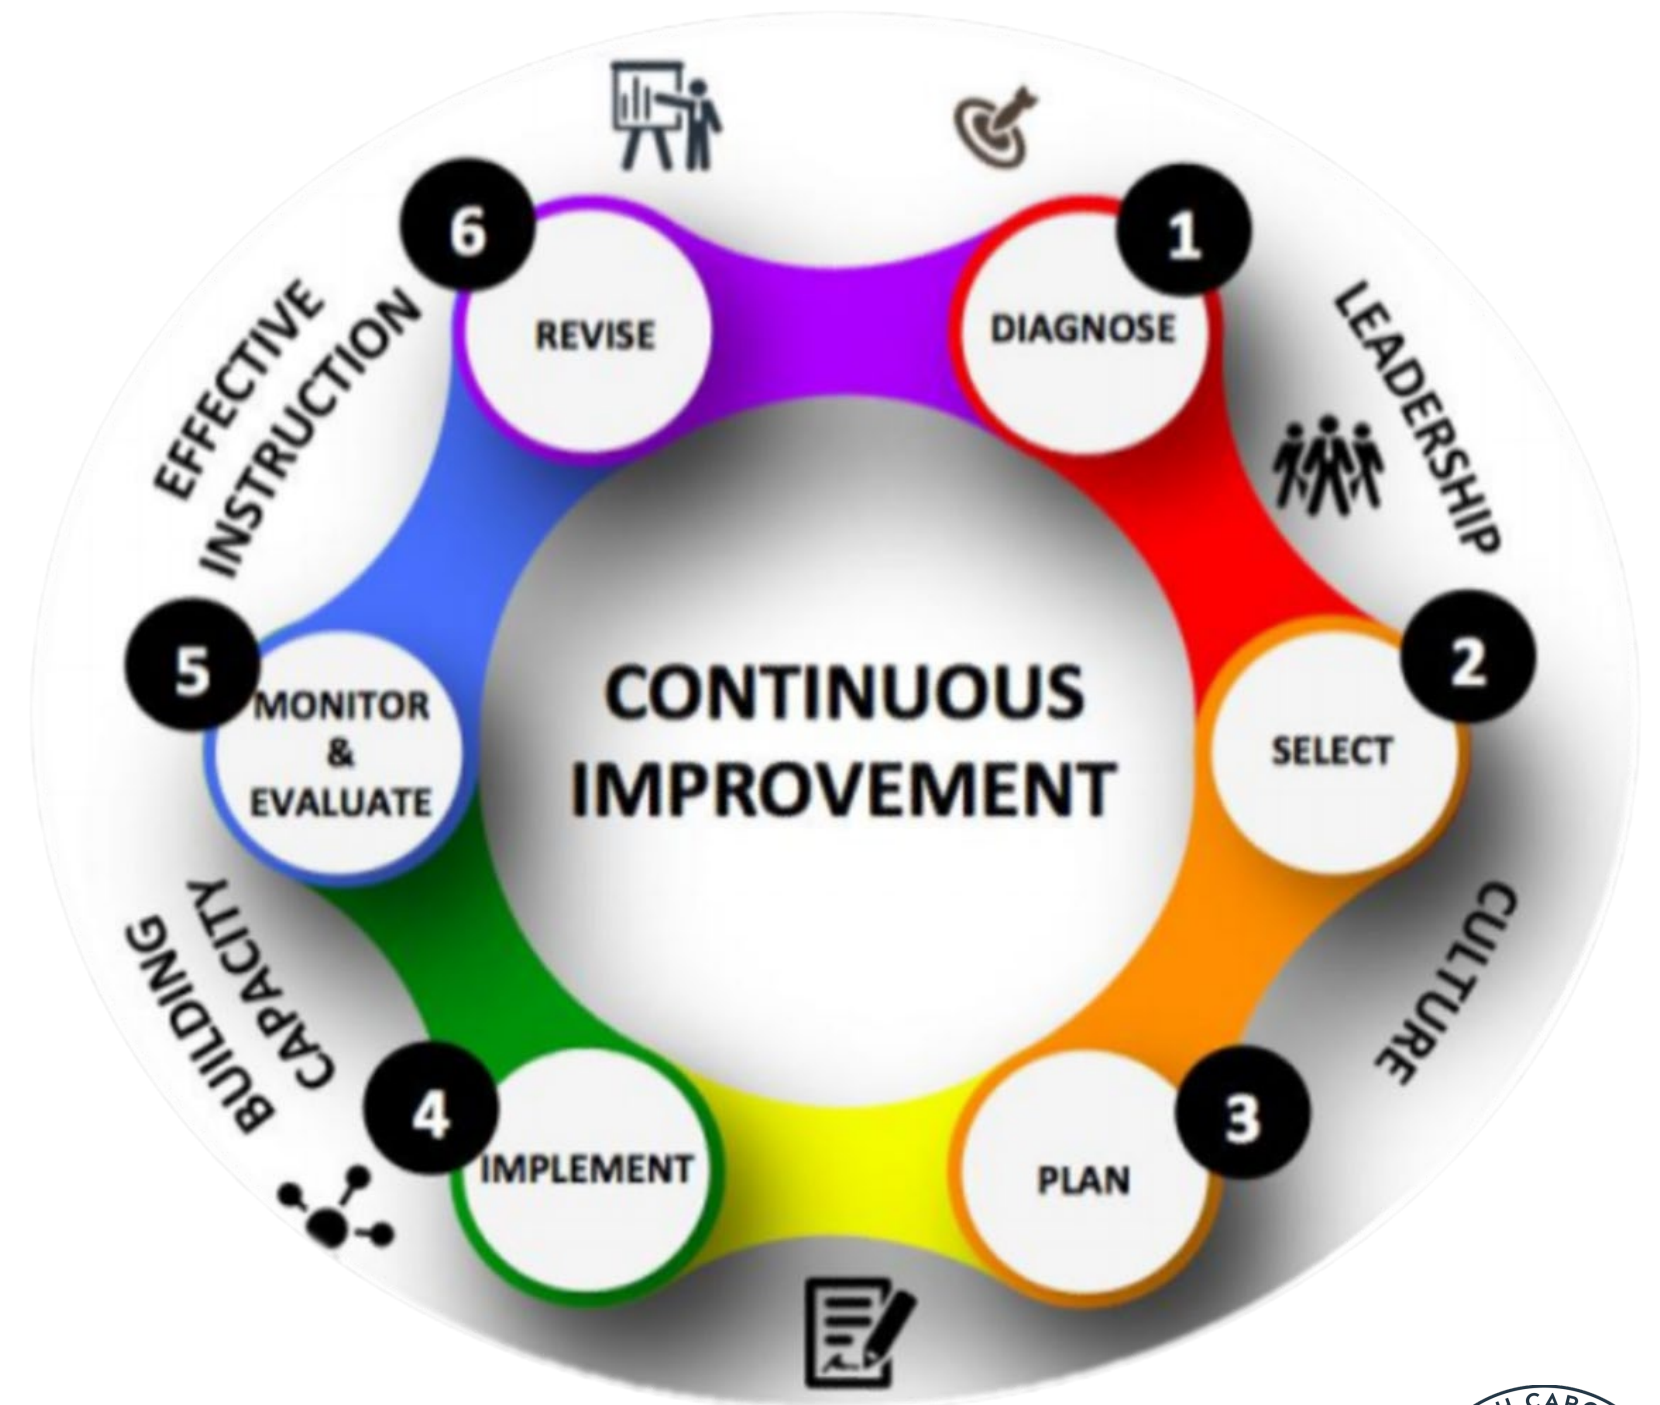 CONTINUOUS
IMPROVEMENT
1
DIAGNOSE
LEADERSHIP
2
SELECT
CULTURE
3
PLAN
4
IMPLEMENT
BUILDING
CAPACITY
5
MONITOR
&
EVALUATE
EFFECTIVE
INSTRUCTION
6
REVISE